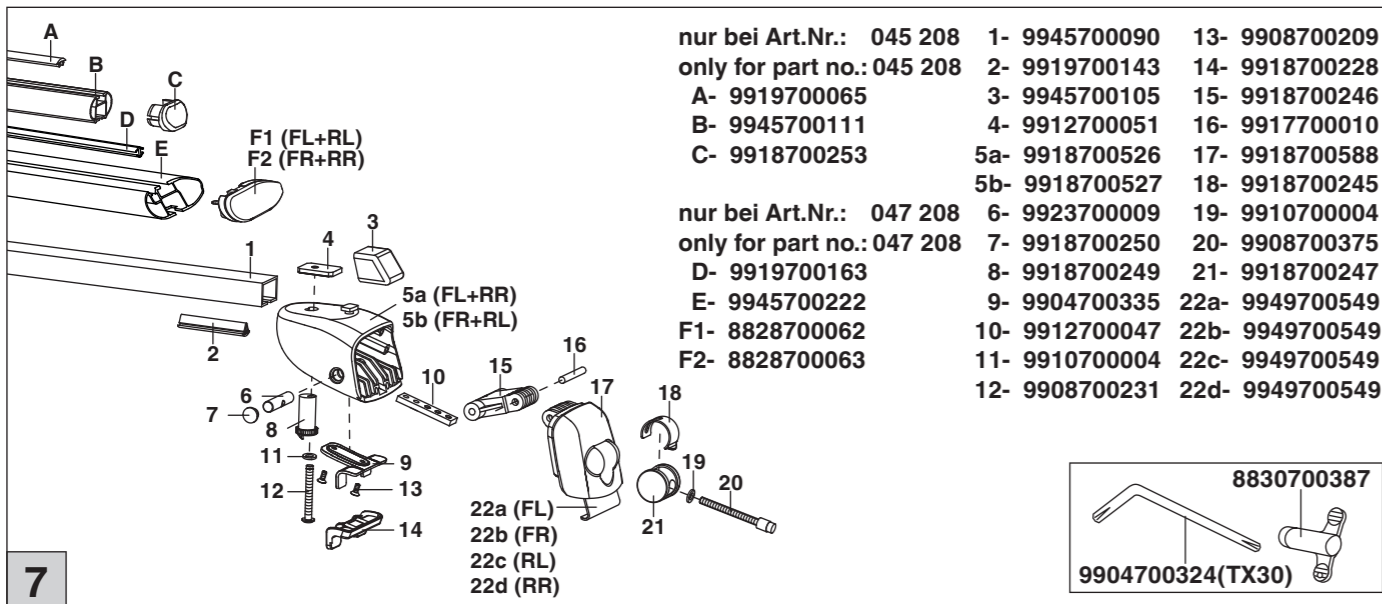 A
B
C
D
E
F1 (FL+RL)
F2 (FR+RR)
1
4
3
5a (FL+RR)
5b (FR+RL)
2
6
7
8
10
15
16
17
18
11
9
12
13
14
19
20
21
22a (FL)
22b (FR)
22c (RL)
22d (RR)
7
nur bei Art.Nr.: 045 208
only for part no.: 045 208
A- 9919700065
B- 9945700111
C- 9918700253
nur bei Art.Nr.: 047 208
only for part no.: 047 208
D- 9919700163
E- 9945700222
F1- 8828700062
F2- 8828700063
1- 9945700090
2- 9919700143
3- 9945700105
4- 9912700051
5a- 9918700526
5b- 9918700527
6- 9923700009
7- 9918700250
8- 9918700249
9- 9904700335
10- 9912700047
11- 9910700004
12- 9908700231
13- 9908700209
14- 9918700228
15- 9918700246
16- 9917700010
17- 9918700588
18- 9918700245
19- 9910700004
20- 9908700375
21- 9918700247
22a- 9949700549
22b- 9949700549
22c- 9949700549
22d- 9949700549
8830700387
9904700324(TX30)